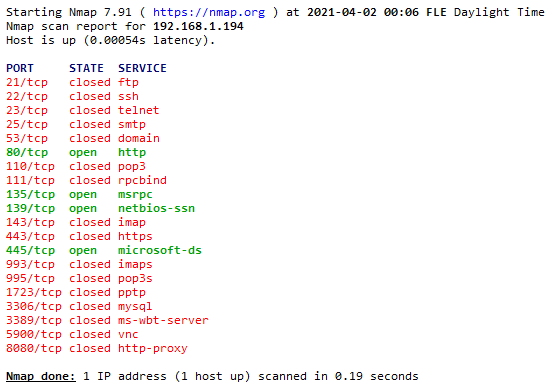 Starting Nmap 7.91 ( https://nmap.org ) at 2021-04-02 00:06 FLE Daylight Time
Nmap scan report for 192.168.1.194
Host is up (0.00054s latency).
PORT     STATE  SERVICE
21/tcp   closed ftp
22/tcp   closed ssh
23/tcp   closed telnet
25/tcp   closed smtp
53/tcp   closed domain
80/tcp   open   http
110/tcp  closed pop3
111/tcp  closed rpcbind
135/tcp  open   msrpc
139/tcp  open   netbios-ssn
143/tcp  closed imap
443/tcp  closed https
445/tcp  open   microsoft-ds
993/tcp  closed imaps
995/tcp  closed pop3s
1723/tcp closed pptp
3306/tcp closed mysql
3389/tcp closed ms-wbt-server
5900/tcp closed vnc
8080/tcp closed http-proxy
Nmap done: 1 IP address (1 host up) scanned in 0.19 seconds